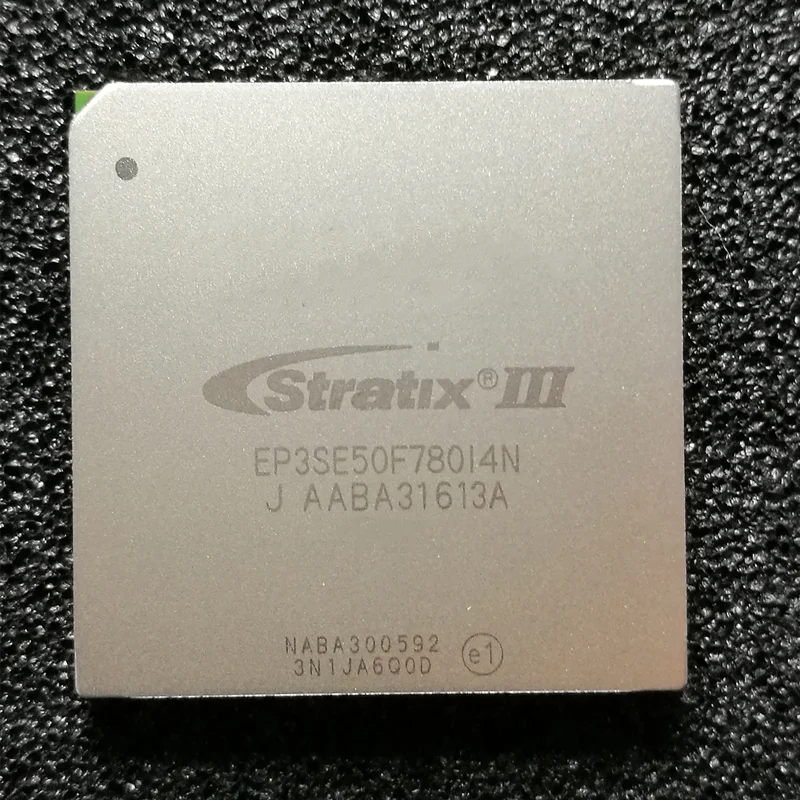 Stratix® III
EP3SE50F780I4N
J AABA31613A
NABA300592
3N1JA6Q0D e1